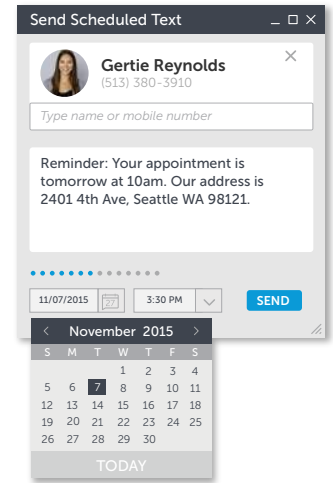 Send Scheduled Text
Gertie Reynolds
(513) 380-3910
Type name or mobile number
Reminder: Your appointment is
tomorrow at 10am. Our address is
2401 4th Ave, Seattle WA 98121.
11/07/2015 27 3:30 PM SEND
November 2015
S M T W T F S
1 2 3 4
5 6 7 8 9 10 11
12 13 14 15 16 17 18
19 20 21 22 23 24 25
26 27 28 29 30
TODAY